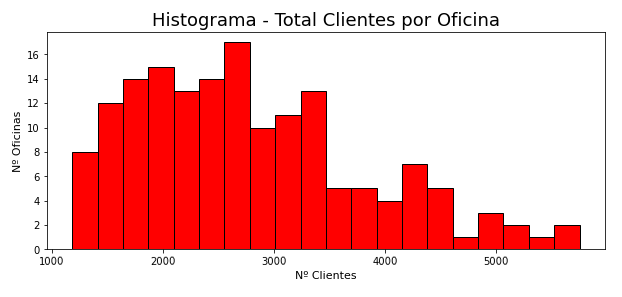 Histograma - Total Clientes por Oficina
16
14
12
10
8
6
4
2
0
Nº Oficinas
1000 2000 3000 4000 5000
Nº Clientes